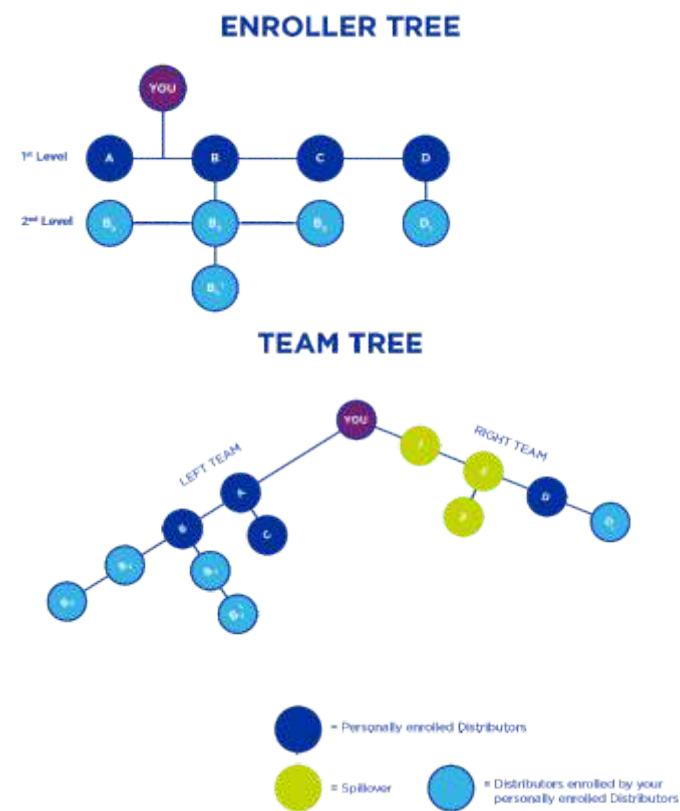 ENROLLER TREE
YOU
1st Level
A
B
C
D
2nd Level
TEAM TREE
YOU
LEFT TEAM
RIGHT TEAM
A
B
C
D
= Personally enrolled Distributors
= Spillover
= Distributors enrolled by your
personally enrolled Distributors